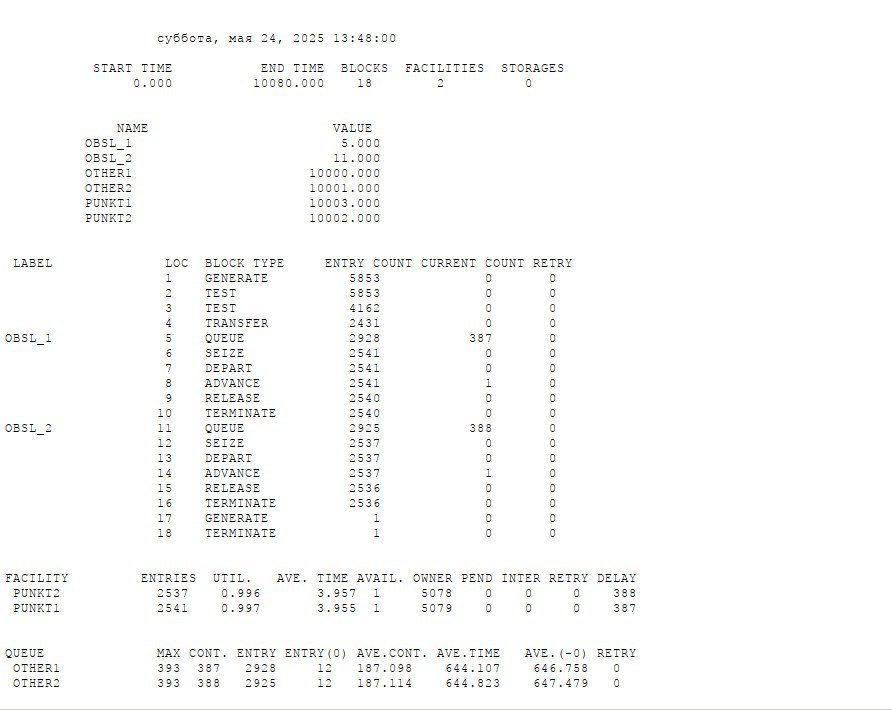 суббота, мая 24, 2025 13:48:00
START TIME END TIME BLOCKS FACILITIES STORAGES
0.000 10080.000 18 2 0
NAME VALUE
OBSL_1 5.000
OBSL_2 11.000
OTHER1 10000.000
OTHER2 10001.000
PUNKT1 10003.000
PUNKT2 10002.000
LABEL LOC BLOCK TYPE ENTRY COUNT CURRENT COUNT RETRY
1 GENERATE 5853 0 0
2 TEST 5853 0 0
3 TEST 4162 0 0
4 TRANSFER 2431 0 0
OBSL_1 5 QUEUE 2928 387 0
6 SEIZE 2541 0 0
7 DEPART 2541 0 0
8 ADVANCE 2541 1 0
9 RELEASE 2540 0 0
10 TERMINATE 2540 0 0
OBSL_2 11 QUEUE 2925 388 0
12 SEIZE 2537 0 0
13 DEPART 2537 0 0
14 ADVANCE 2537 1 0
15 RELEASE 2536 0 0
16 TERMINATE 2536 0 0
17 GENERATE 1 0 0
18 TERMINATE 1 0 0
FACILITY ENTRIES UTIL. AVE. TIME AVAIL. OWNER PEND INTER RETRY DELAY
PUNKT2 2537 0.996 3.957 1 5078 0 0 0 388
PUNKT1 2541 0.997 3.955 1 5079 0 0 0 387
QUEUE MAX CONT. ENTRY ENTRY(0) AVE.CONT. AVE.TIME AVE.(-0) RETRY
OTHER1 393 387 2928 12 187.098 644.107 646.758 0
OTHER2 393 388 2925 12 187.114 644.823 647.479 0